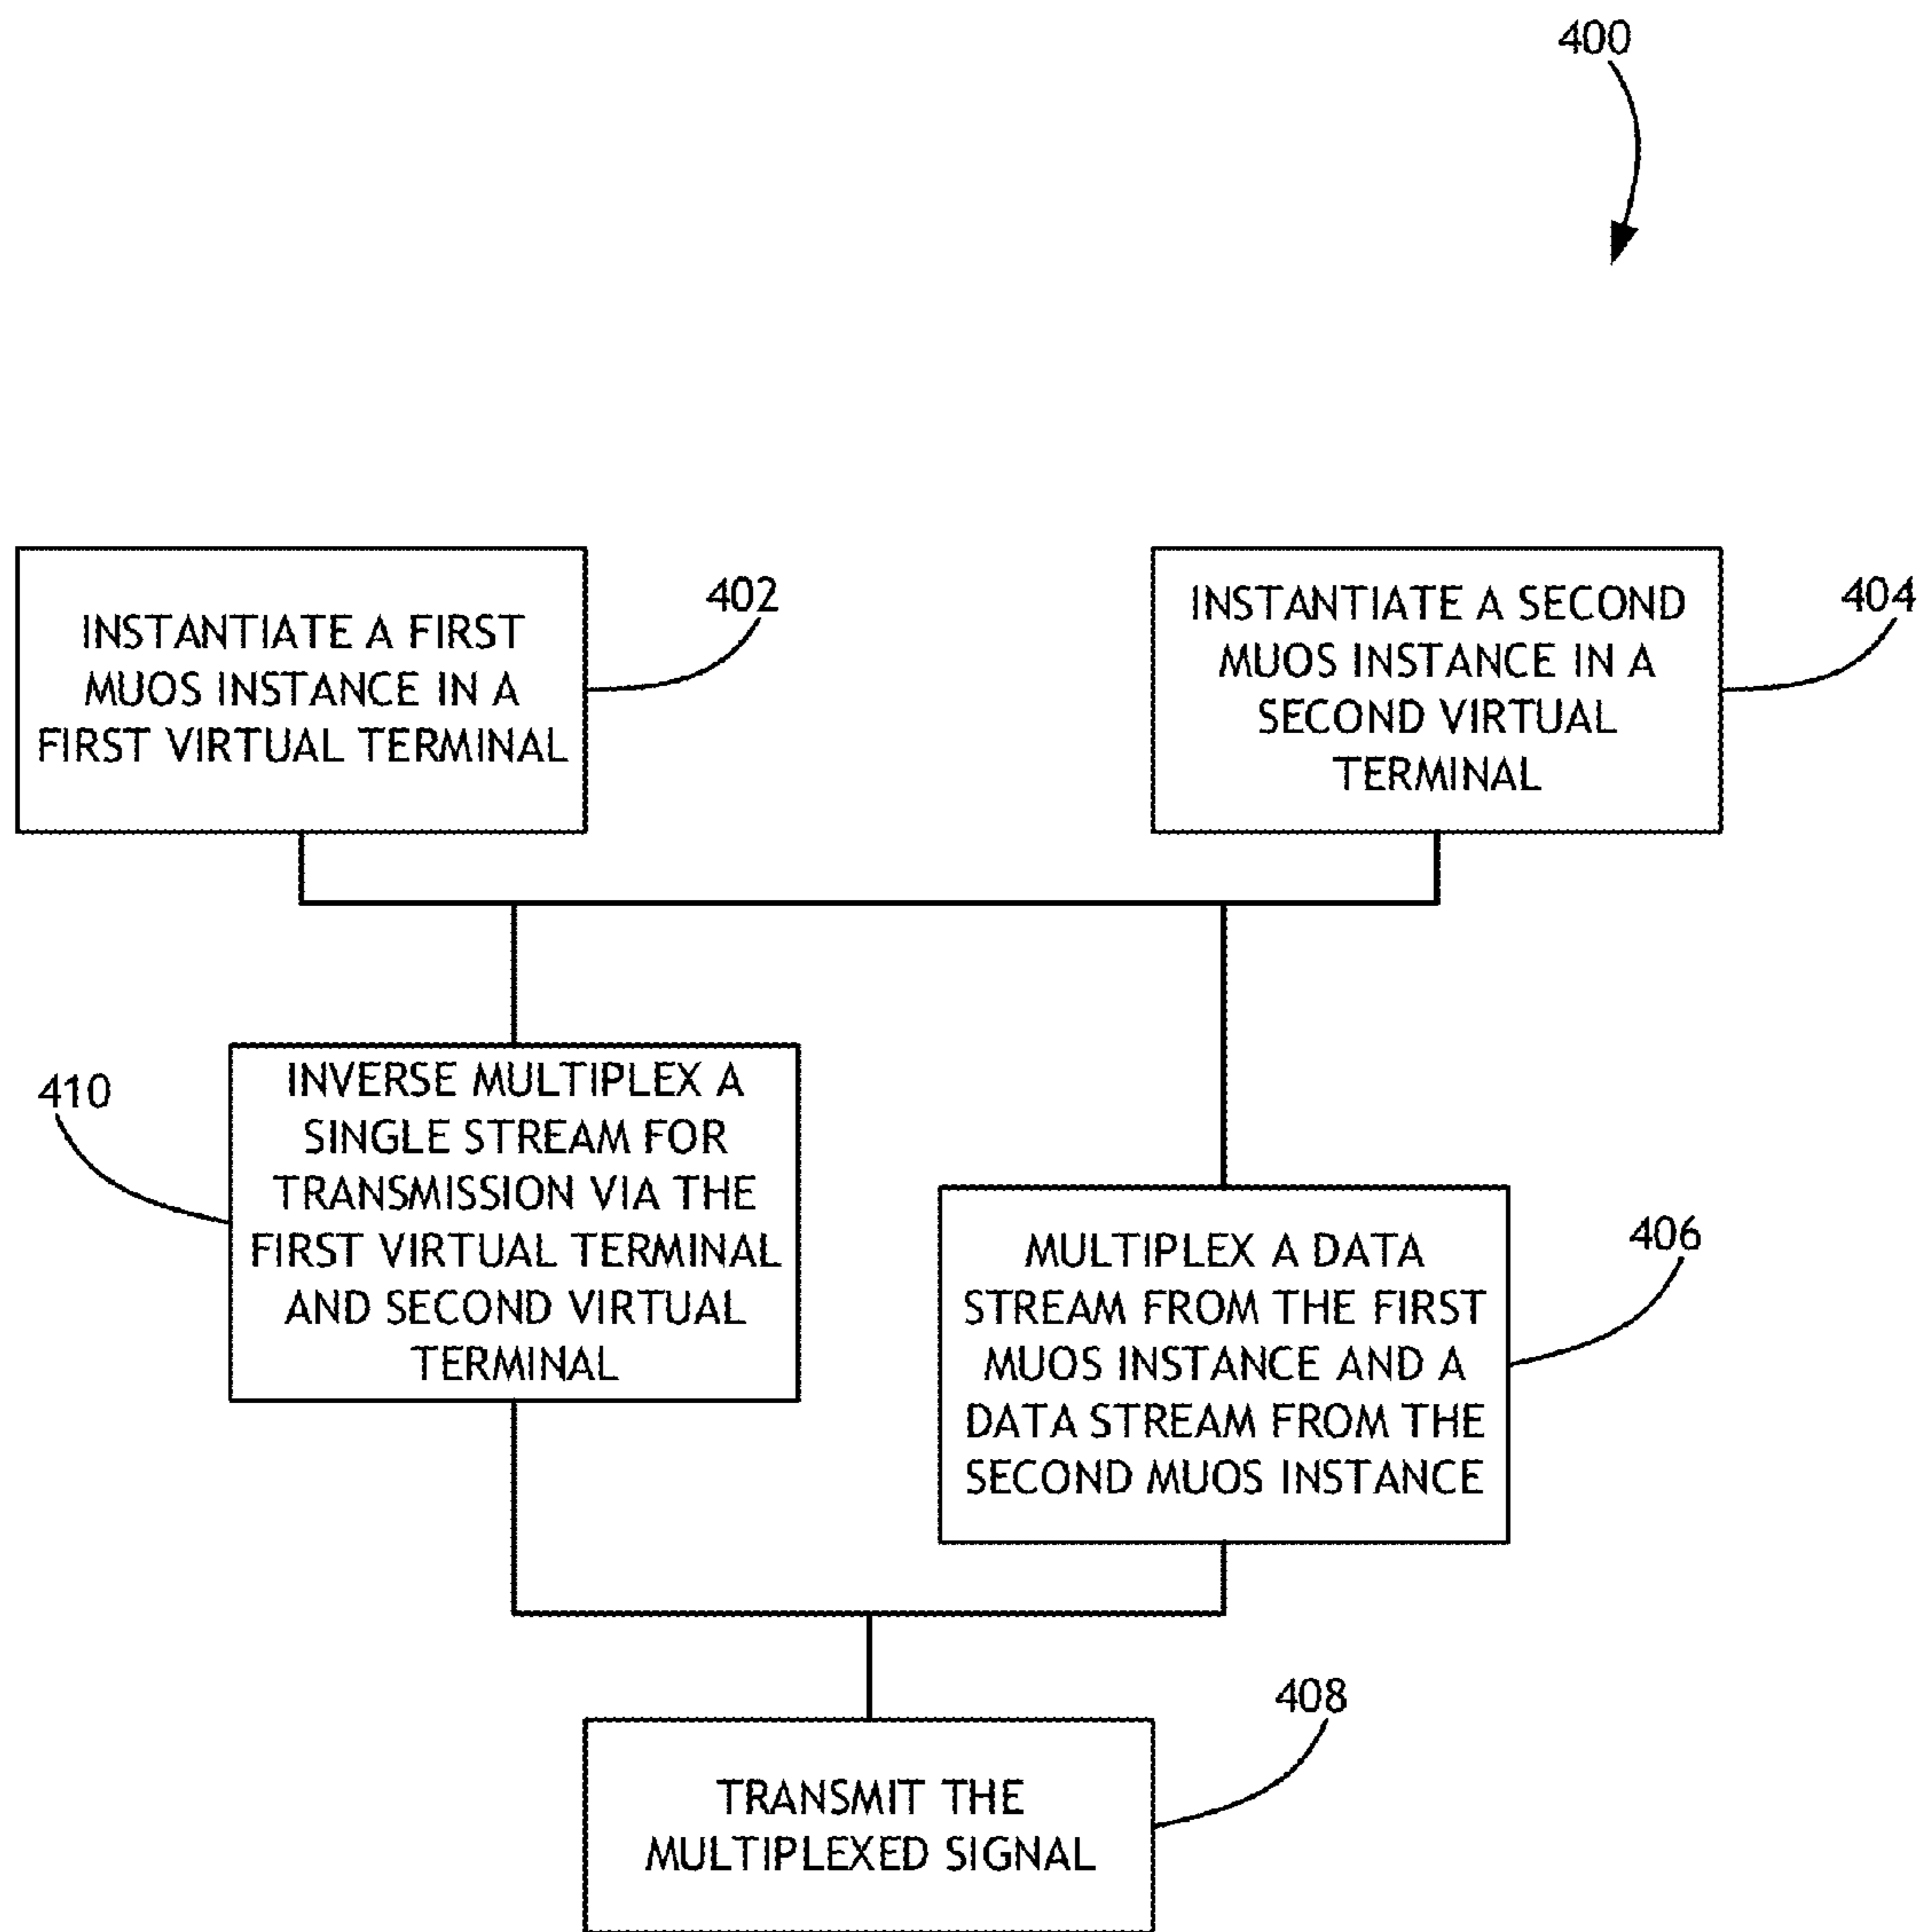 400
INSTANTIATE A FIRST
MUOS INSTANCE IN A
FIRST VIRTUAL TERMINAL
402
INSTANTIATE A SECOND
MUOS INSTANCE IN A
SECOND VIRTUAL
TERMINAL
404
410
INVERSE MULTIPLEX A
SINGLE STREAM FOR
TRANSMISSION VIA THE
FIRST VIRTUAL TERMINAL
AND SECOND VIRTUAL
TERMINAL
MULTIPLEX A DATA
STREAM FROM THE FIRST
MUOS INSTANCE AND A
DATA STREAM FROM THE
SECOND MUOS INSTANCE
406
TRANSMIT THE
MULTIPLEXED SIGNAL
408